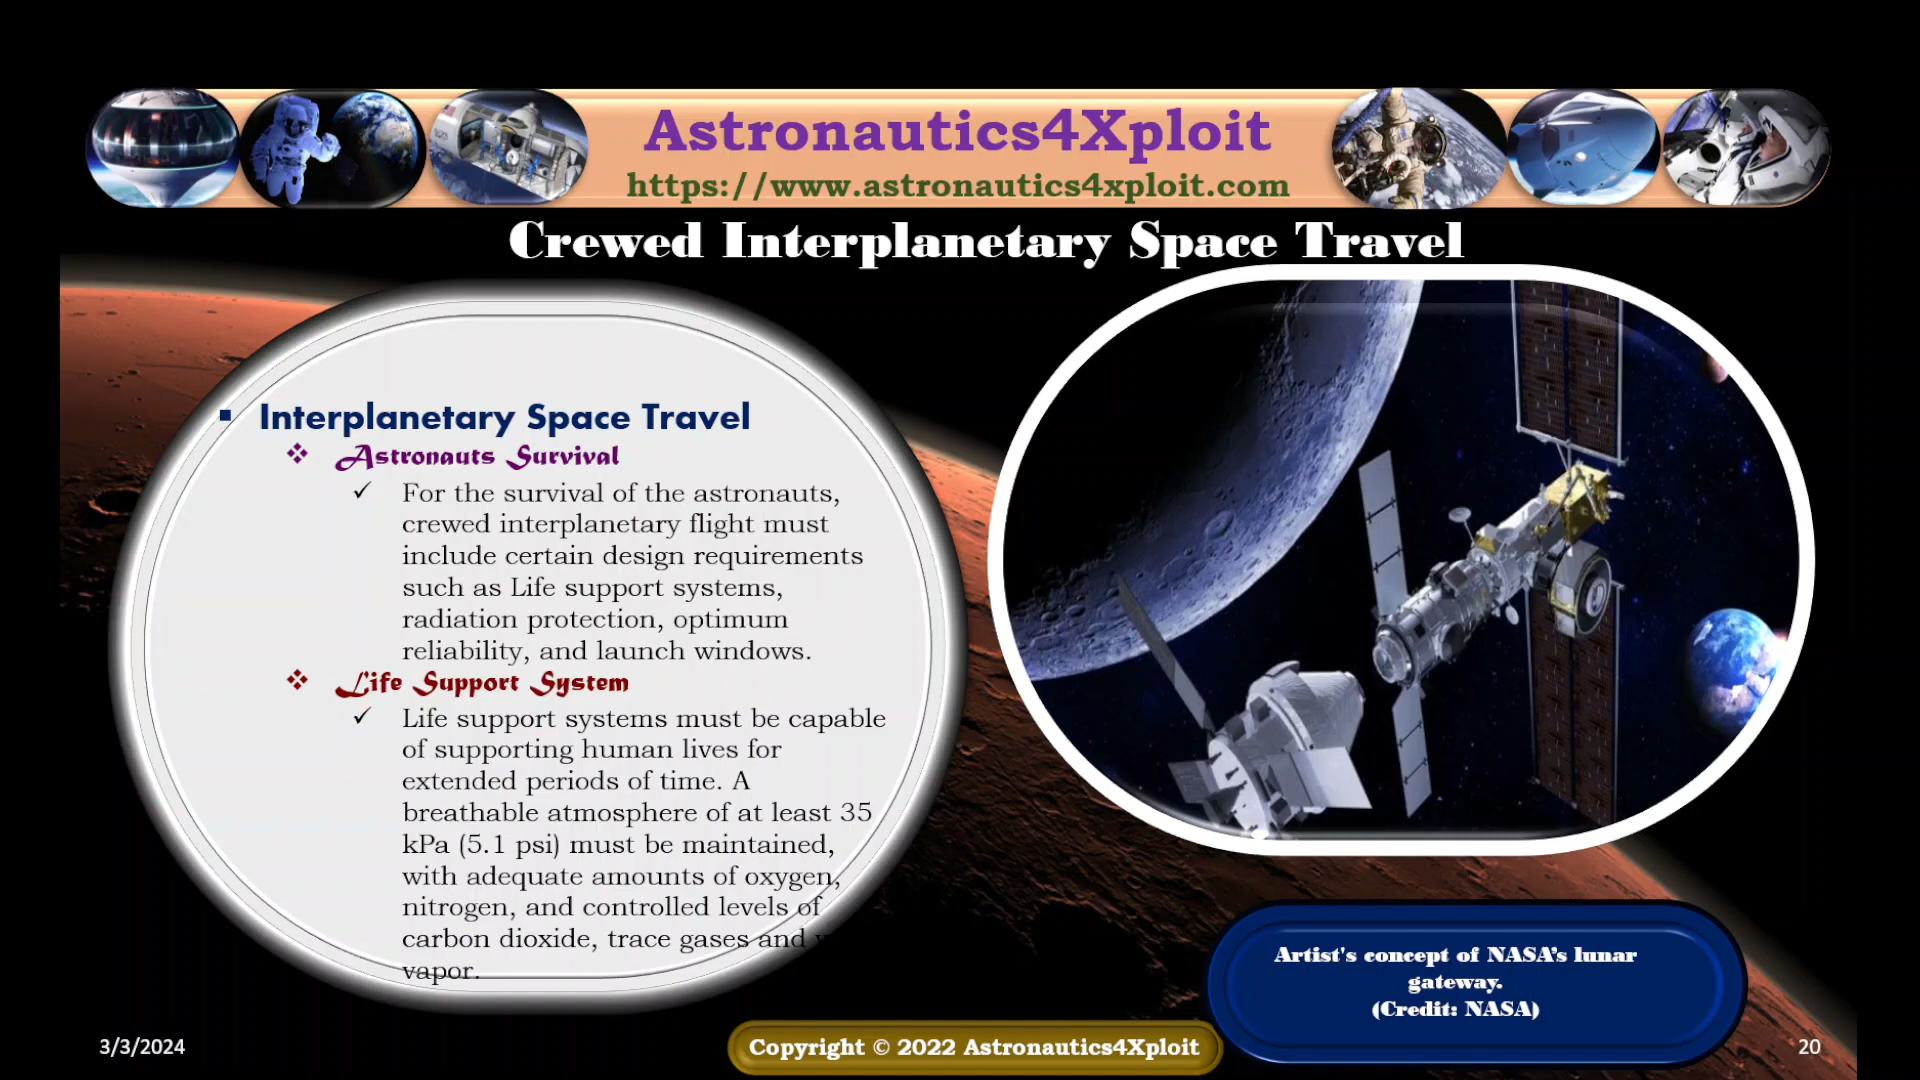 Astronautics4Xploit
https://www.astronautics4xploit.com
Crewed Interplanetary Space Travel
Interplanetary Space Travel
Astronauts Survival
For the survival of the astronauts,
crewed interplanetary flight must
include certain design requirements
such as Life support systems,
radiation protection, optimum
reliability, and launch windows.
Life Support System
Life support systems must be capable
of supporting human lives for
extended periods of time. A
breathable atmosphere of at least 35
kPa (5.1 psi) must be maintained,
with adequate amounts of oxygen,
nitrogen, and controlled levels of
carbon dioxide, trace gases and
vapor.
Artist's concept of NASA's lunar
gateway.
(Credit: NASA)
3/3/2024
Copyright © 2022 Astronautics4Xploit
20